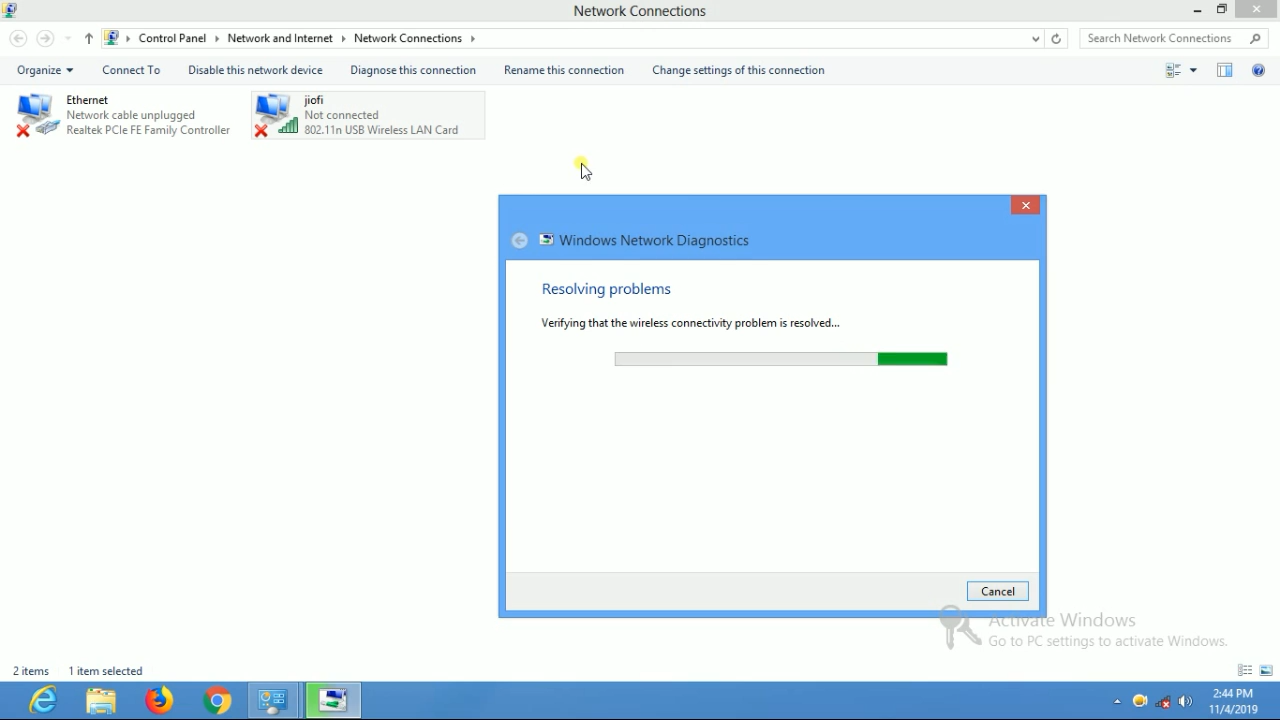 Network Connections
Control Panel
Network and Internet
Network Connections
Search Network Connections
Organize
Connect To
Disable this network device
Diagnose this connection
Rename this connection
Change settings of this connection
Ethernet
Network cable unplugged
Realtek PCIe FE Family Controller
jiofi
Not connected
802.11n USB Wireless LAN Card
Windows Network Diagnostics
Resolving problems
Verifying that the wireless connectivity problem is resolved...
Cancel
Activate Windows
Go to PC settings to activate Windows.
2 items
1 item selected
2:44 PM
11/4/2019